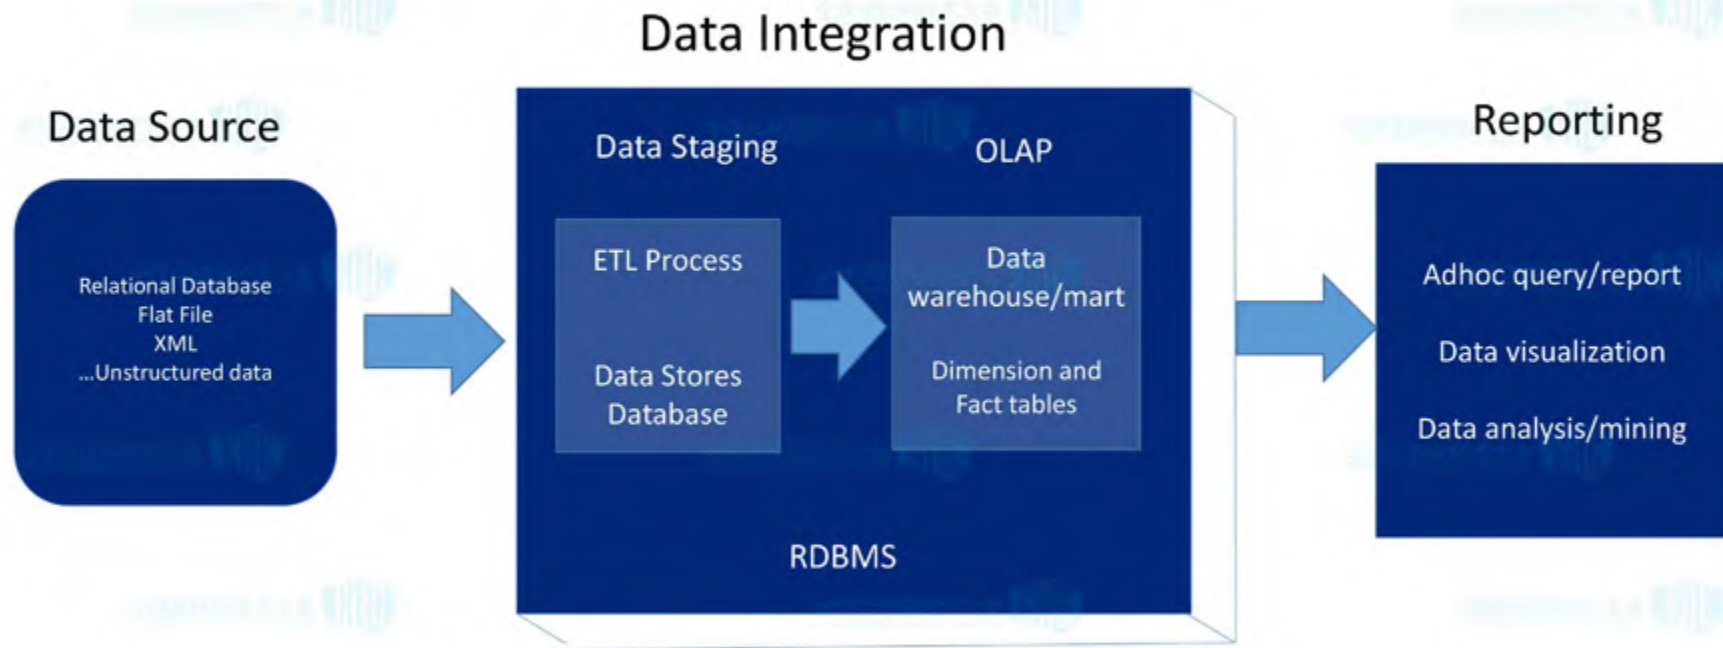 Data Integration
Data Source
Relational Database
Flat File
XML
...Unstructured data
Data Staging
ETL Process
Data Stores
Database
OLAP
Data
warehouse/mart
Dimension and
Fact tables
RDBMS
Reporting
Adhoc query/report
Data visualization
Data analysis/mining